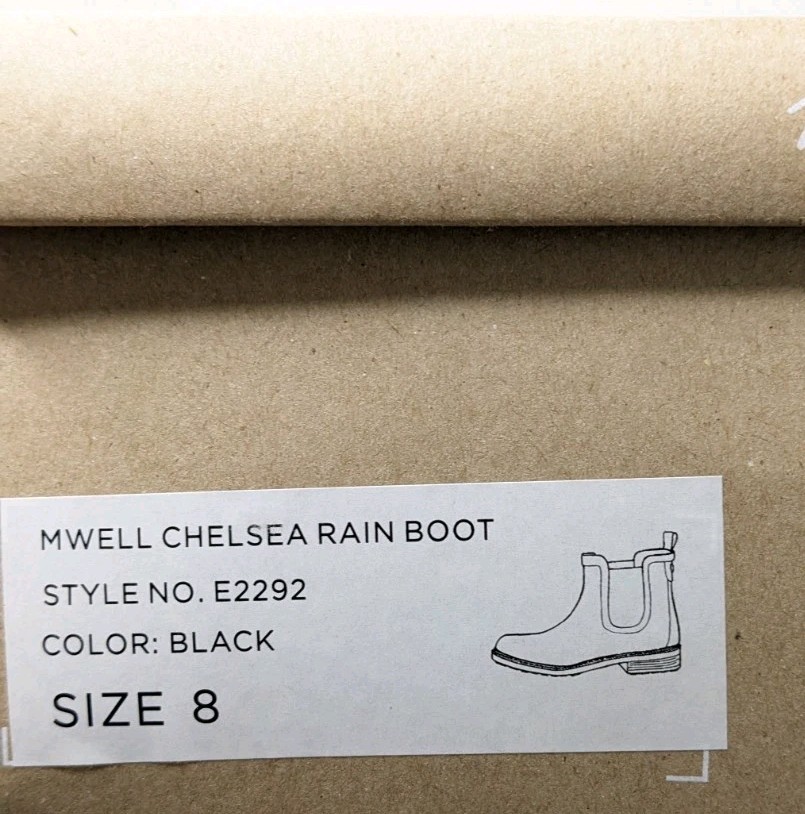 MWELL CHELSEA RAIN BOOT
STYLE NO. E2292
COLOR: BLACK
SIZE 8